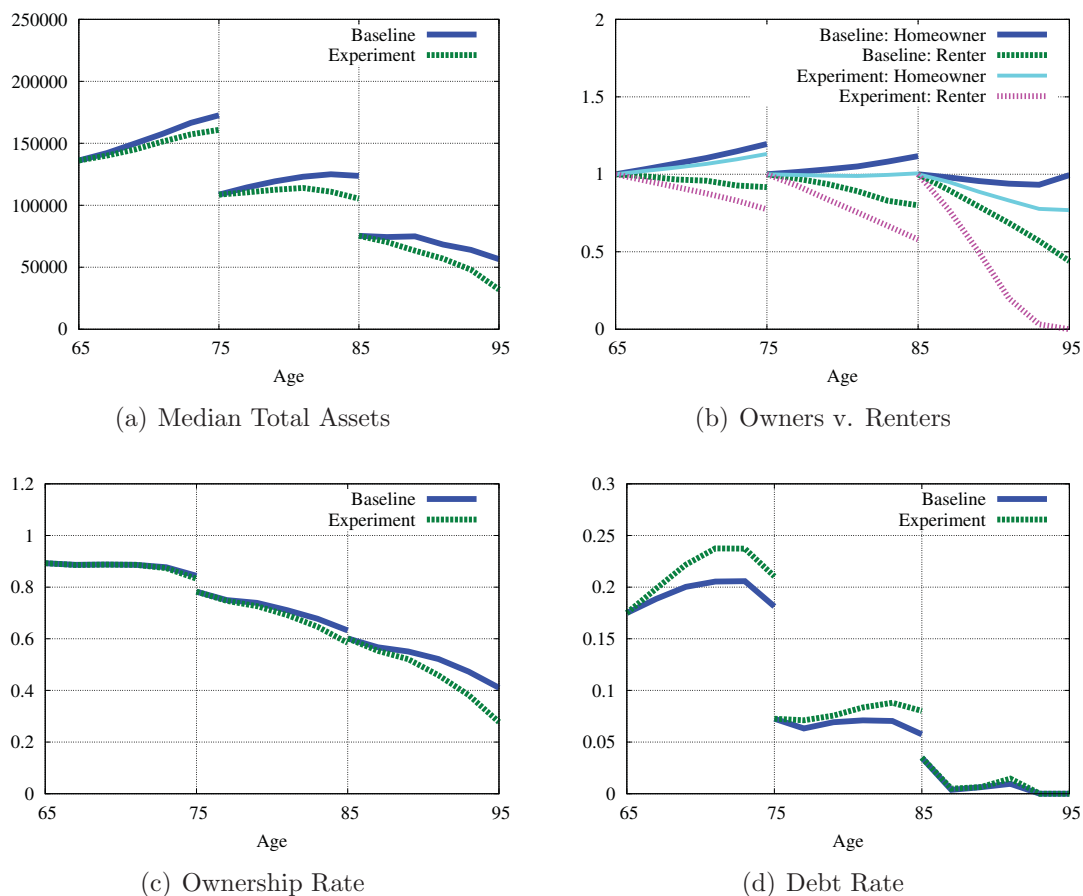 250000
200000
150000
100000
50000
0
65 75 85 95
Age
Baseline
Experiment
(a) Median Total Assets
2
1.5
1
0.5
0
65 75 85 95
Age
Baseline: Homeowner
Baseline: Renter
Experiment: Homeowner
Experiment: Renter
(b) Owners v. Renters
1.2
1
0.8
0.6
0.4
0.2
0
65 75 85 95
Age
Baseline
Experiment
(c) Ownership Rate
0.3
0.25
0.2
0.15
0.1
0.05
0
65 75 85 95
Age
Baseline
Experiment
(d) Debt Rate